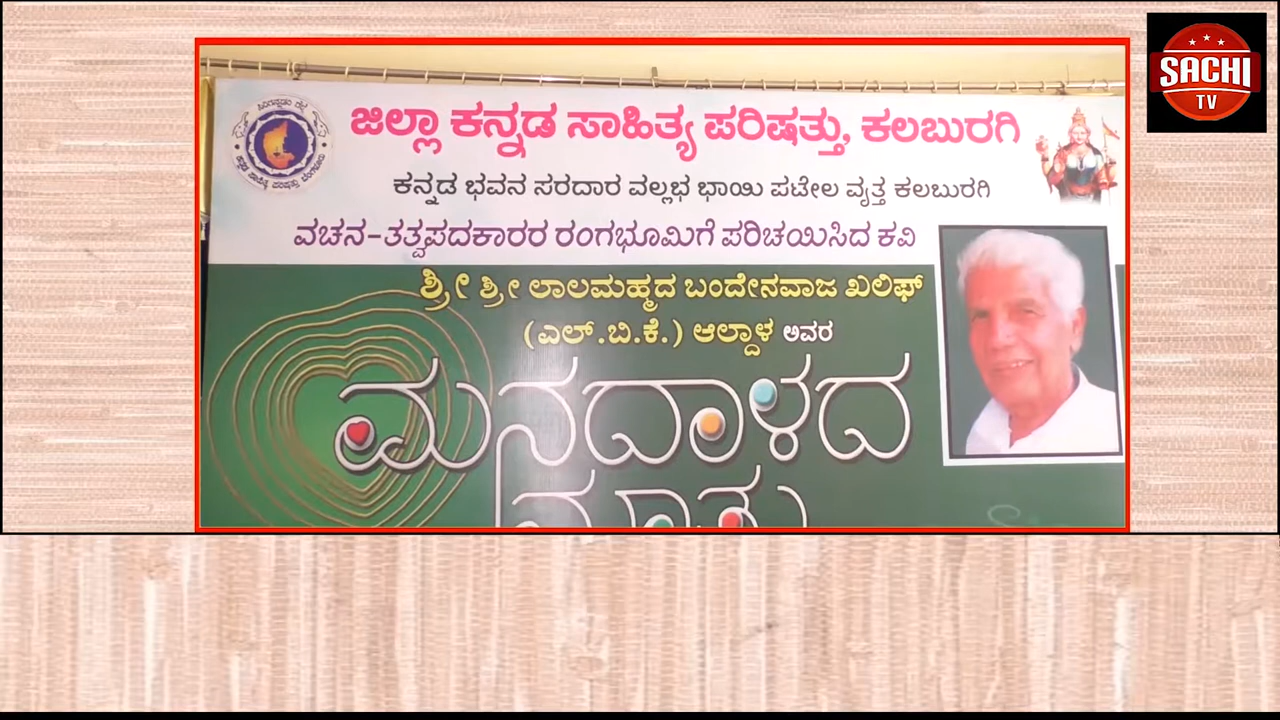 SACHI
TV
ಜಿಲ್ಲಾ ಕನ್ನಡ ಸಾಹಿತ್ಯ ಪರಿಷತ್ತು, ಕಲಬುರಗಿ
ಕನ್ನಡ ಭವನ ಸರದಾರ ವಲ್ಲಭ ಭಾಯಿ ಪಟೇಲ ವೃತ್ತ ಕಲಬುರಗಿ
ವಚನ-ತತ್ವಪದಕಾರರ ರಂಗಭೂಮಿಗೆ ಪರಿಚಯಿಸಿದ ಕವಿ
ಶ್ರೀ ಶ್ರೀ ಲಾಲಮಹ್ಮದ ಬಂದೇನವಾಜ ಖಲಿಫ್
(ಎಲ್.ಬಿ.ಕೆ.) ಆಲ್ದಾಳ ಅವರ
ಮನದಾಳದ
ಮಾತು